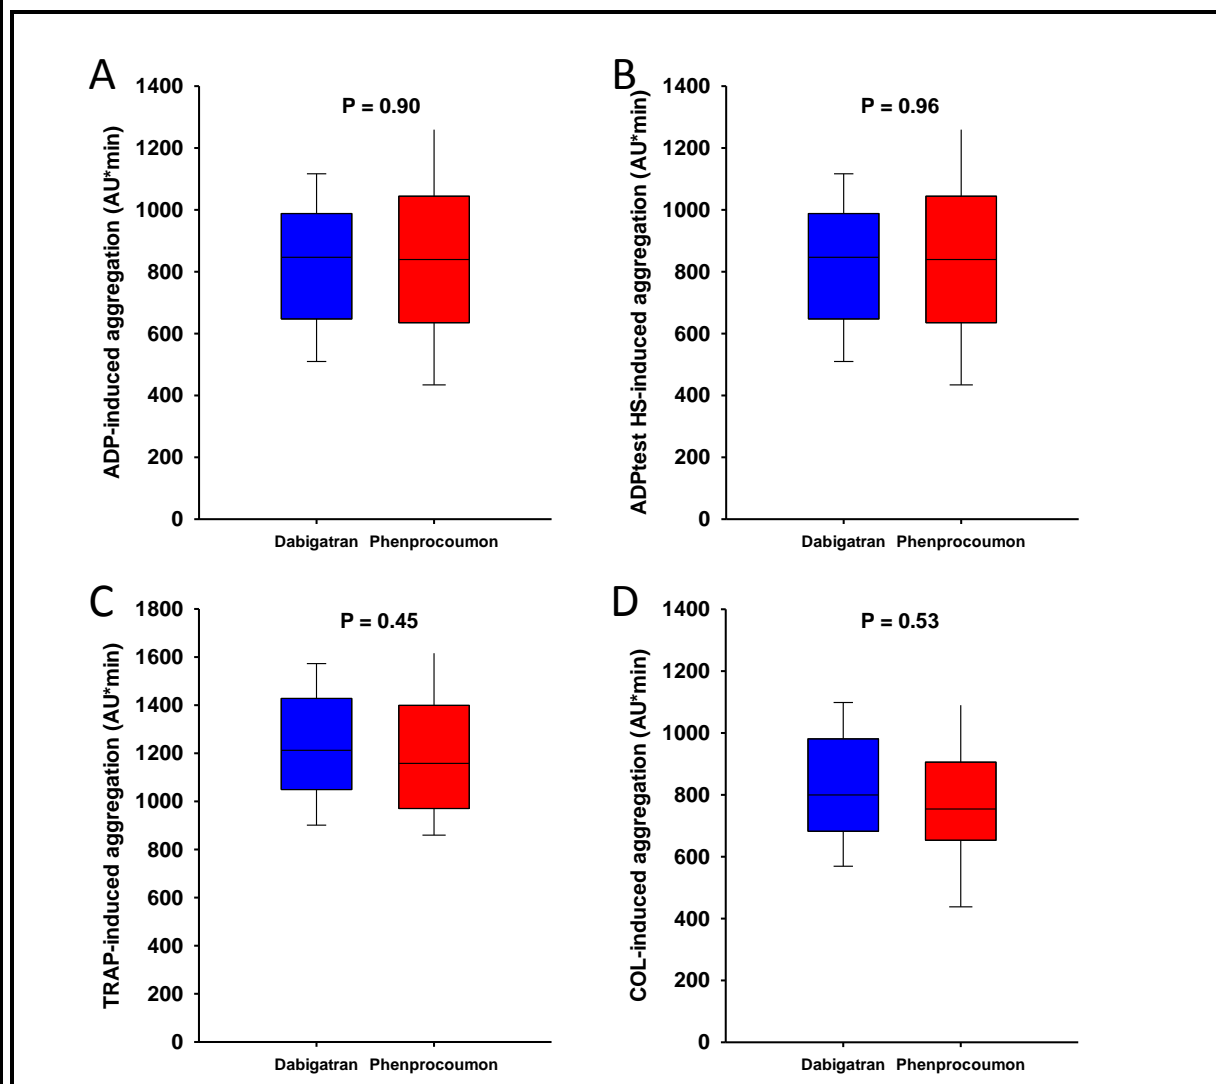 A
ADP-induced aggregation (AU*min)
P = 0.90
1400
1200
1000
800
600
400
200
0
Dabigatran Phenprocoumon
B
ADPtest HS-induced aggregation (AU*min)
P = 0.96
1400
1200
1000
800
600
400
200
0
Dabigatran Phenprocoumon
C
TRAP-induced aggregation (AU*min)
P = 0.45
1800
1600
1400
1200
1000
800
600
400
200
0
Dabigatran Phenprocoumon
D
COL-induced aggregation (AU*min)
P = 0.53
1400
1200
1000
800
600
400
200
0
Dabigatran Phenprocoumon